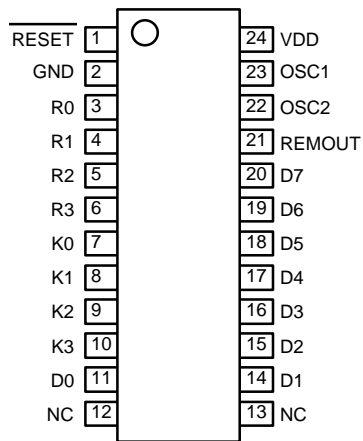 RESET 1 24 VDD
GND 2 23 OSC1
R0 3 22 OSC2
R1 4 21 REMOUT
R2 5 20 D7
R3 6 19 D6
K0 7 18 D5
K1 8 17 D4
K2 9 16 D3
K3 10 15 D2
D0 11 14 D1
NC 12 13 NC